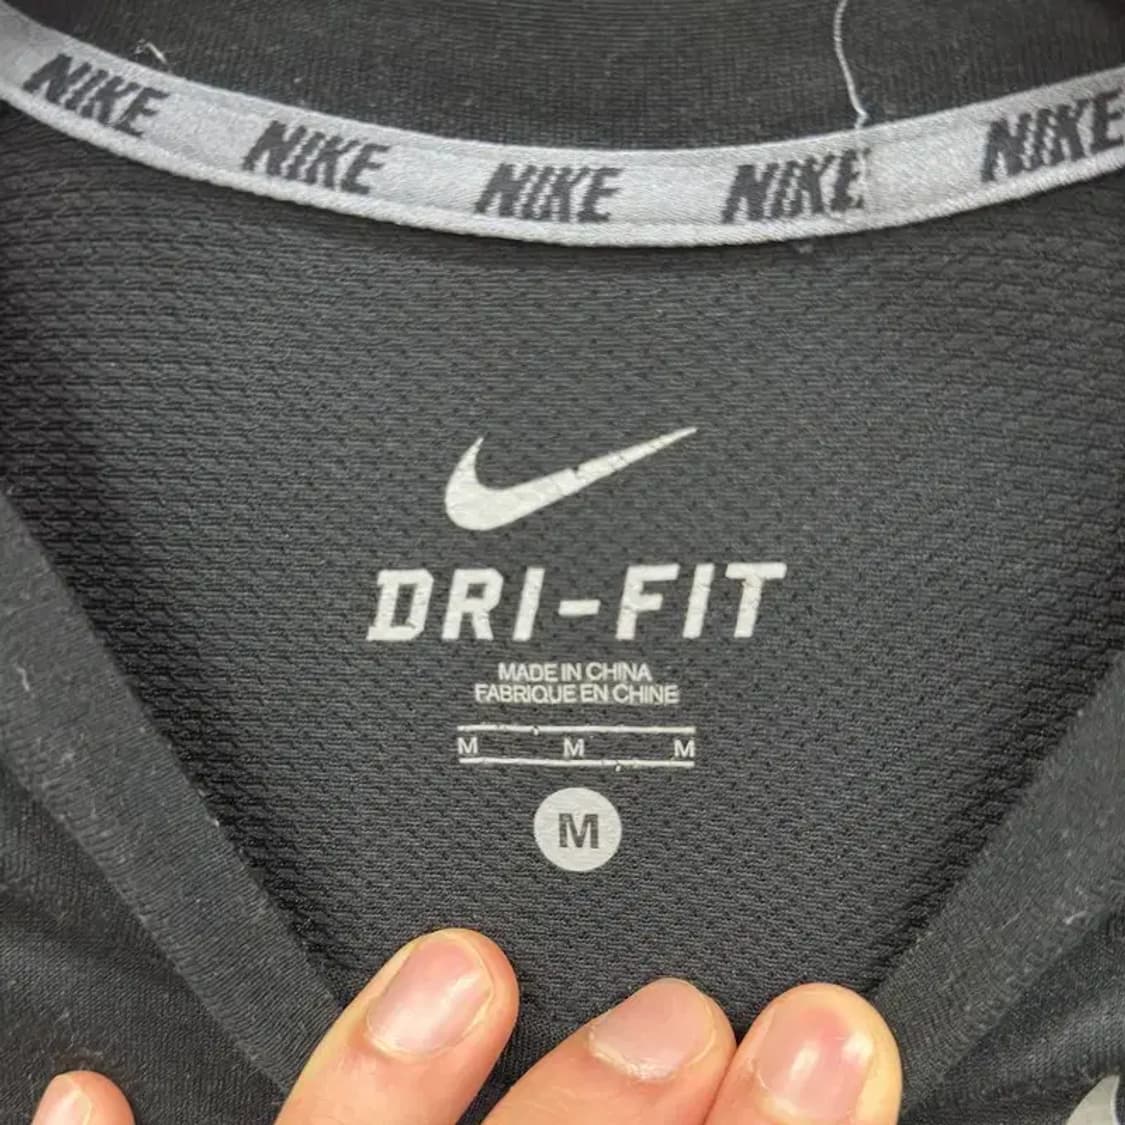 NIKE NIKE NIKE NIKE NIKE
DRI-FIT
MADE IN CHINA
FABRIQUE EN CHINE
M M M
M